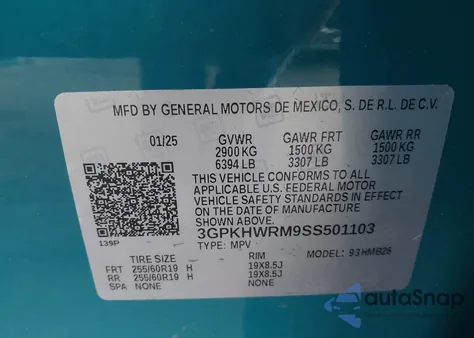 MFD BY GENERAL MOTORS DE MEXICO, S. DE R.L. DE C.V.
01/25 GVWR GAWR FRT GAWR RR
2900 KG 1500 KG 1500 KG
6394 LB 3307 LB 3307 LB
THIS VEHICLE CONFORMS TO ALL
APPLICABLE U.S. FEDERAL MOTOR
VEHICLE SAFETY STANDARDS IN EFFECT
ON THE DATE OF MANUFACTURE
SHOWN ABOVE.
3GPKHWRM9SS501103
139P TYPE: MPV MODEL: 93HMB26
TIRE SIZE RIM
FRT 255/60R19 H 19X8.5J
RR 255/60R19 H 19X8.5J
SPA NONE NONE
autoSnap